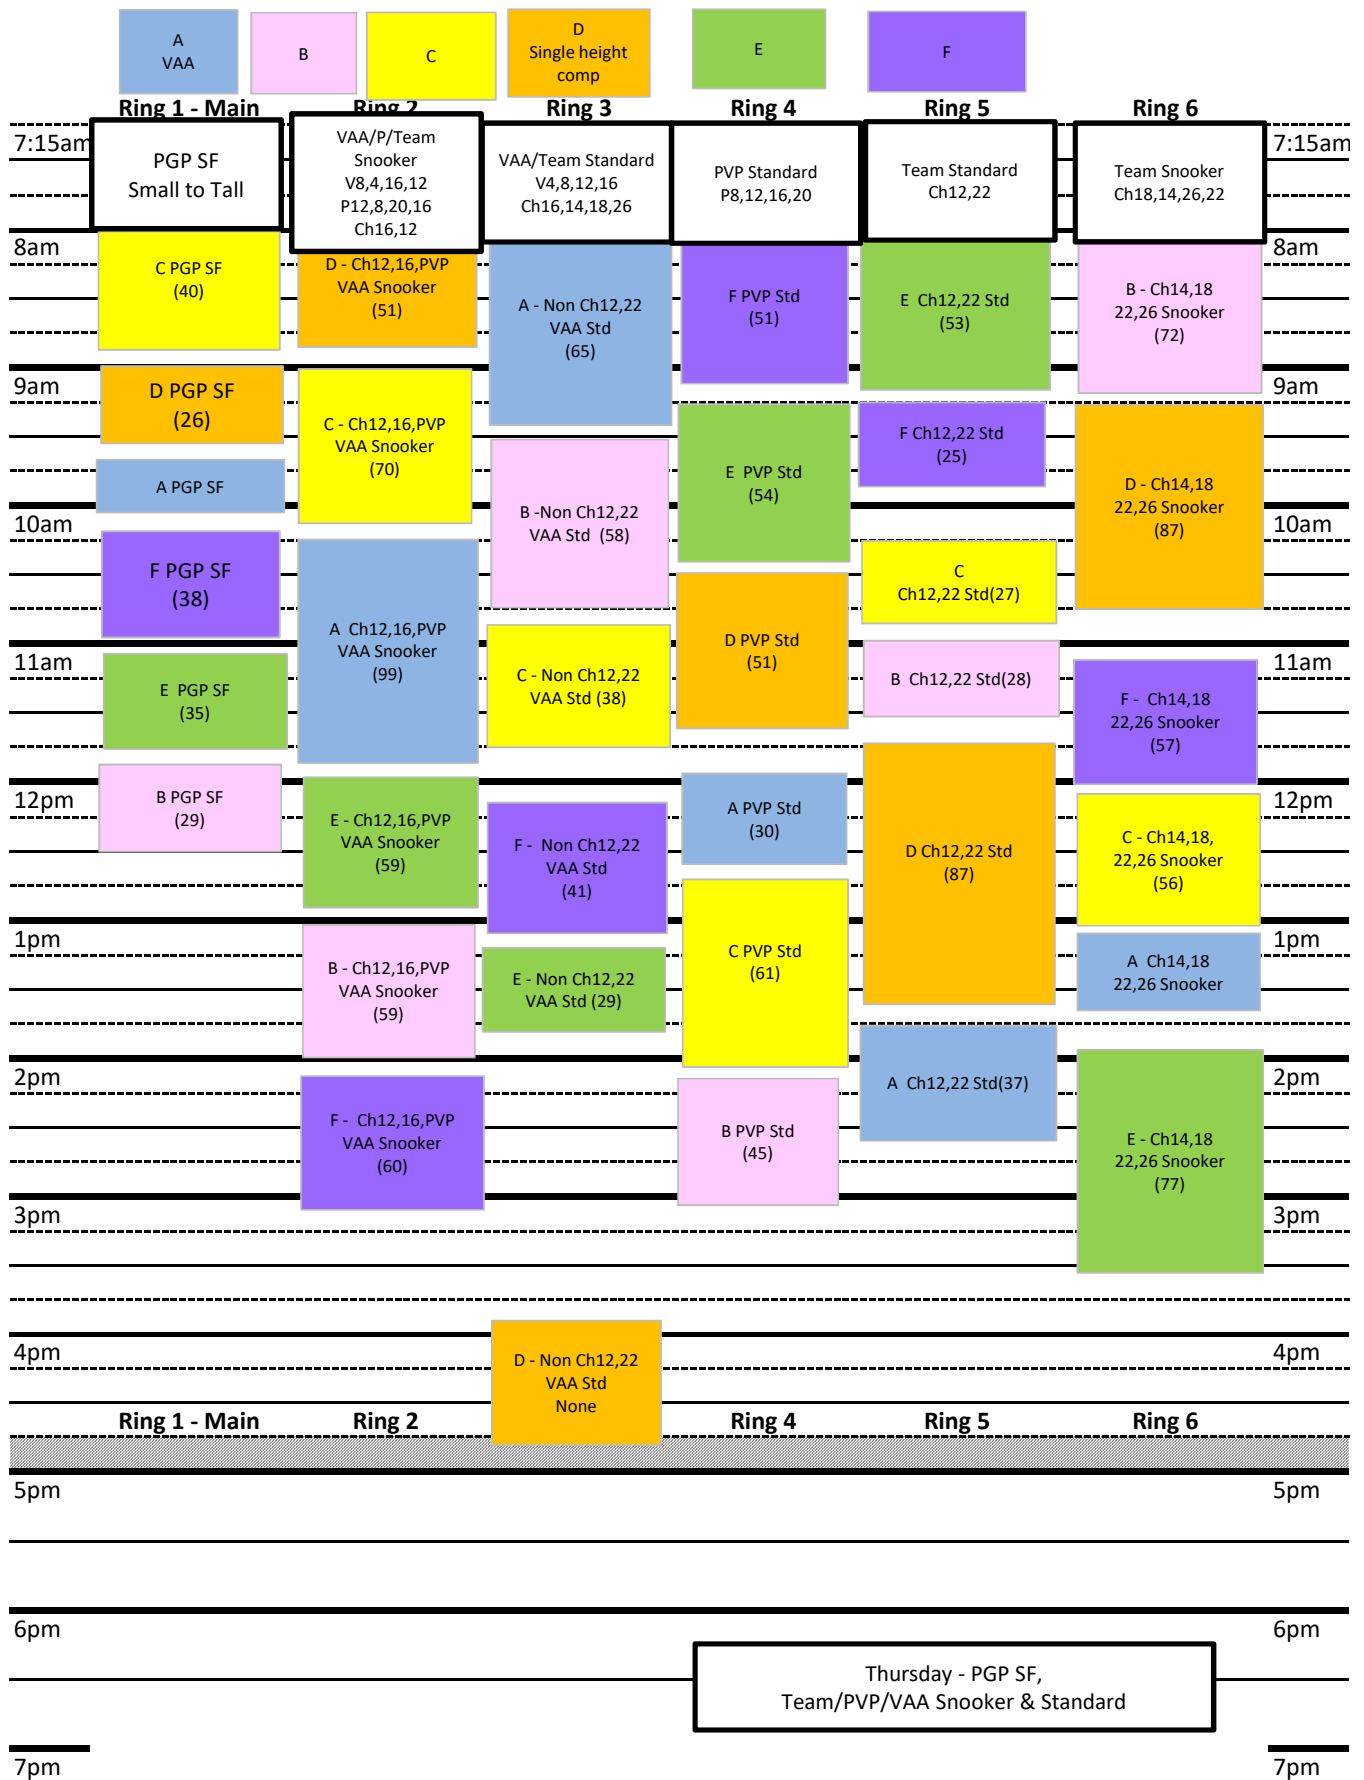 A
VAA
B
C
D
Single height
comp
E
F
Ring 1 - Main
Ring 2
Ring 3
Ring 4
Ring 5
Ring 6
7:15am
7:15am
PGP SF
Small to Tall
VAA/P/Team
Snooker
V8,4,16,12
P12,8,20,16
Ch16,12
VAA/Team Standard
V4,8,12,16
Ch16,14,18,26
PVP Standard
P8,12,16,20
Team Standard
Ch12,22
Team Snooker
Ch18,14,26,22
8am
8am
C PGP SF
(40)
D - Ch12,16,PVP
VAA Snooker
(51)
A - Non Ch12,22
VAA Std
(65)
F PVP Std
(51)
E Ch12,22 Std
(53)
B - Ch14,18
22,26 Snooker
(72)
9am
9am
D PGP SF
(26)
C - Ch12,16,PVP
VAA Snooker
(70)
B -Non Ch12,22
VAA Std (58)
E PVP Std
(54)
F Ch12,22 Std
(25)
D - Ch14,18
22,26 Snooker
(87)
A PGP SF
10am
10am
F PGP SF
(38)
A Ch12,16,PVP
VAA Snooker
(99)
C - Non Ch12,22
VAA Std (38)
D PVP Std
(51)
C
Ch12,22 Std(27)
11am
11am
E PGP SF
(35)
B Ch12,22 Std(28)
F - Ch14,18
22,26 Snooker
(57)
12pm
12pm
B PGP SF
(29)
E - Ch12,16,PVP
VAA Snooker
(59)
F - Non Ch12,22
VAA Std
(41)
A PVP Std
(30)
D Ch12,22 Std
(87)
C - Ch14,18,
22,26 Snooker
(56)
1pm
1pm
B - Ch12,16,PVP
VAA Snooker
(59)
E - Non Ch12,22
VAA Std (29)
C PVP Std
(61)
A Ch14,18
22,26 Snooker
2pm
2pm
F - Ch12,16,PVP
VAA Snooker
(60)
B PVP Std
(45)
A Ch12,22 Std(37)
E - Ch14,18
22,26 Snooker
(77)
3pm
3pm
4pm
4pm
D - Non Ch12,22
VAA Std
None
Ring 1 - Main
Ring 2
Ring 4
Ring 5
Ring 6
5pm
5pm
6pm
6pm
Thursday - PGP SF,
Team/PVP/VAA Snooker & Standard
7pm
7pm